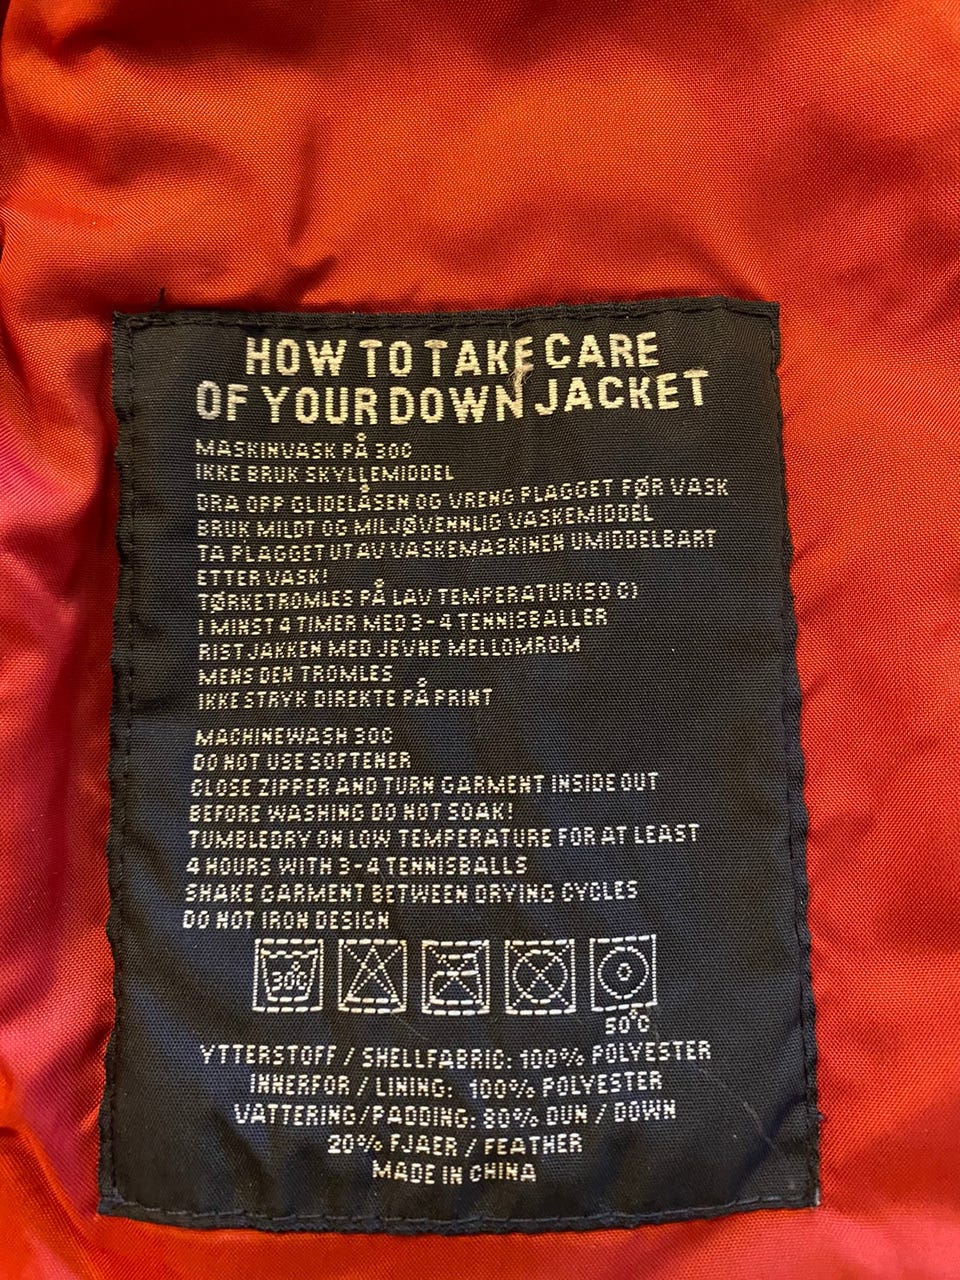 HOW TO TAKE CARE
OF YOUR DOWN JACKET
MASKINVASK PÅ 30C
IKKE BRUK SKYLLEMIDDEL
DRA OPP GLIDELÅSEN OG VRENG PLAGGET FØR VASK
BRUK MILDT OG MILJØVENNLIG VASKEMIDDEL
TA PLAGGET UT AV VASKEMASKINEN UMIDDELBART
ETTER VASK!
TØRKETROMLES PÅ LAV TEMPERATUR(50 C)
I MINST 4 TIMER MED 3-4 TENNISBALLER
RIST JAKKEN MED JEVNE MELLOMROM
MENS DEN TROMLES
IKKE STRYK DIREKTE PÅ PRINT
MACHINEWASH 30C
DO NOT USE SOFTENER
CLOSE ZIPPER AND TURN GARMENT INSIDE OUT
BEFORE WASHING DO NOT SOAK!
TUMBLEDRY ON LOW TEMPERATURE FOR AT LEAST
4 HOURS WITH 3-4 TENNISBALLS
SHAKE GARMENT BETWEEN DRYING CYCLES
DO NOT IRON DESIGN
30°C
50°C
YTTERSTOFF / SHELLFABRIC: 100% POLYESTER
INNERFOR / LINING: 100% POLYESTER
VATTERING/PADDING: 80% DUN / DOWN
20% FJAER / FEATHER
MADE IN CHINA